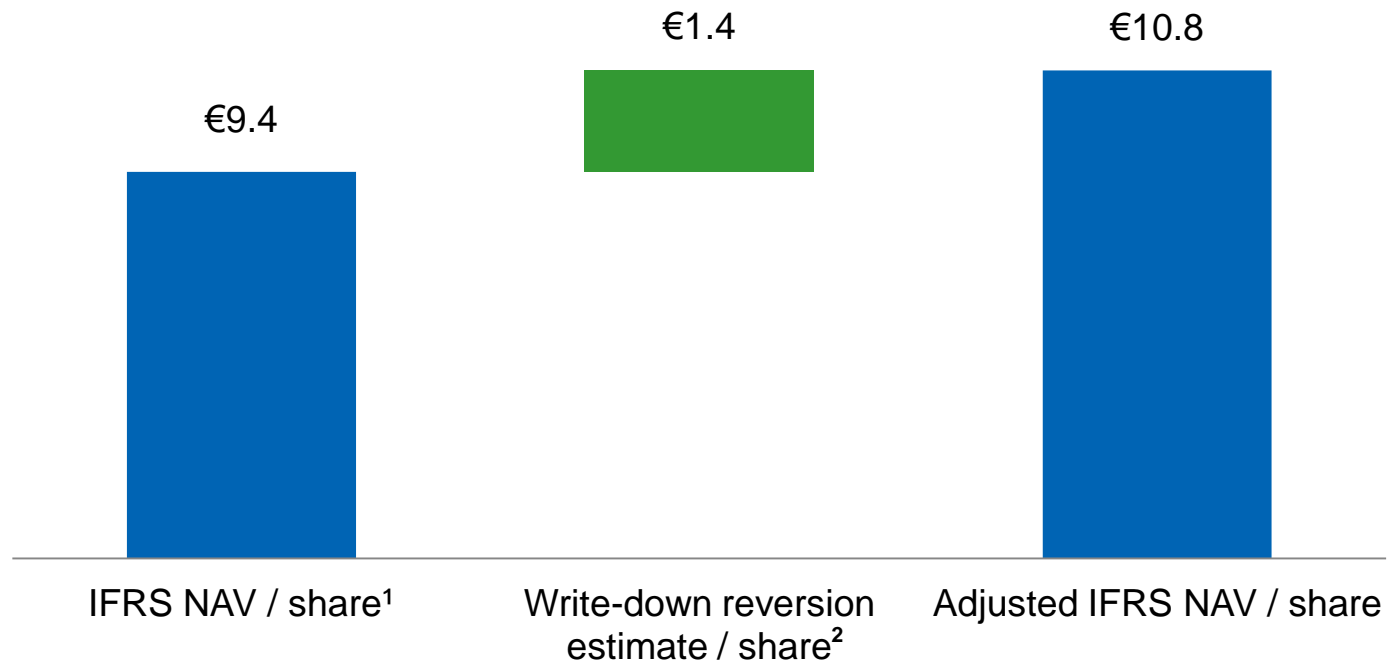 €1.4
€10.8
€9.4
IFRS NAV / share¹
Write-down reversion
estimate / share²
Adjusted IFRS NAV / share